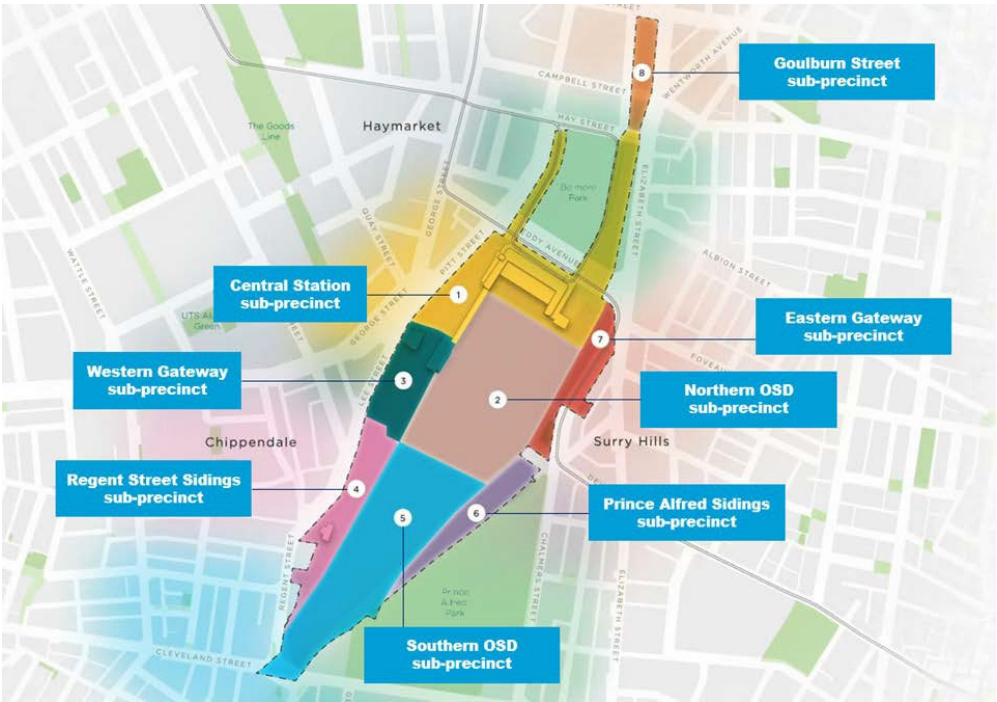 Goulburn Street
sub-precinct
8
CAMPBELL STREET
WENTWORTH AVENUE
HAY STREET
The Goods
Line
Haymarket
GEORGE STREET
QUAY STREET
PITT STREET
EDDY AVENUE
ELIZABETH STREET
Park
WATTLE STREET
ALBION STREET
Central Station
sub-precinct
1
UTS
Green
GEORGE STREET
Eastern Gateway
sub-precinct
7
Western Gateway
sub-precinct
3
LEE STREET
Northern OSD
sub-precinct
2
Chippendale
Surry Hills
Regent Street Sidings
sub-precinct
4
5
6
Prince Alfred Sidings
sub-precinct
REGENT STREET
CHALMERS STREET
ELIZABETH STREET
Alfred
Park
Southern OSD
sub-precinct
CLEVELAND STREET